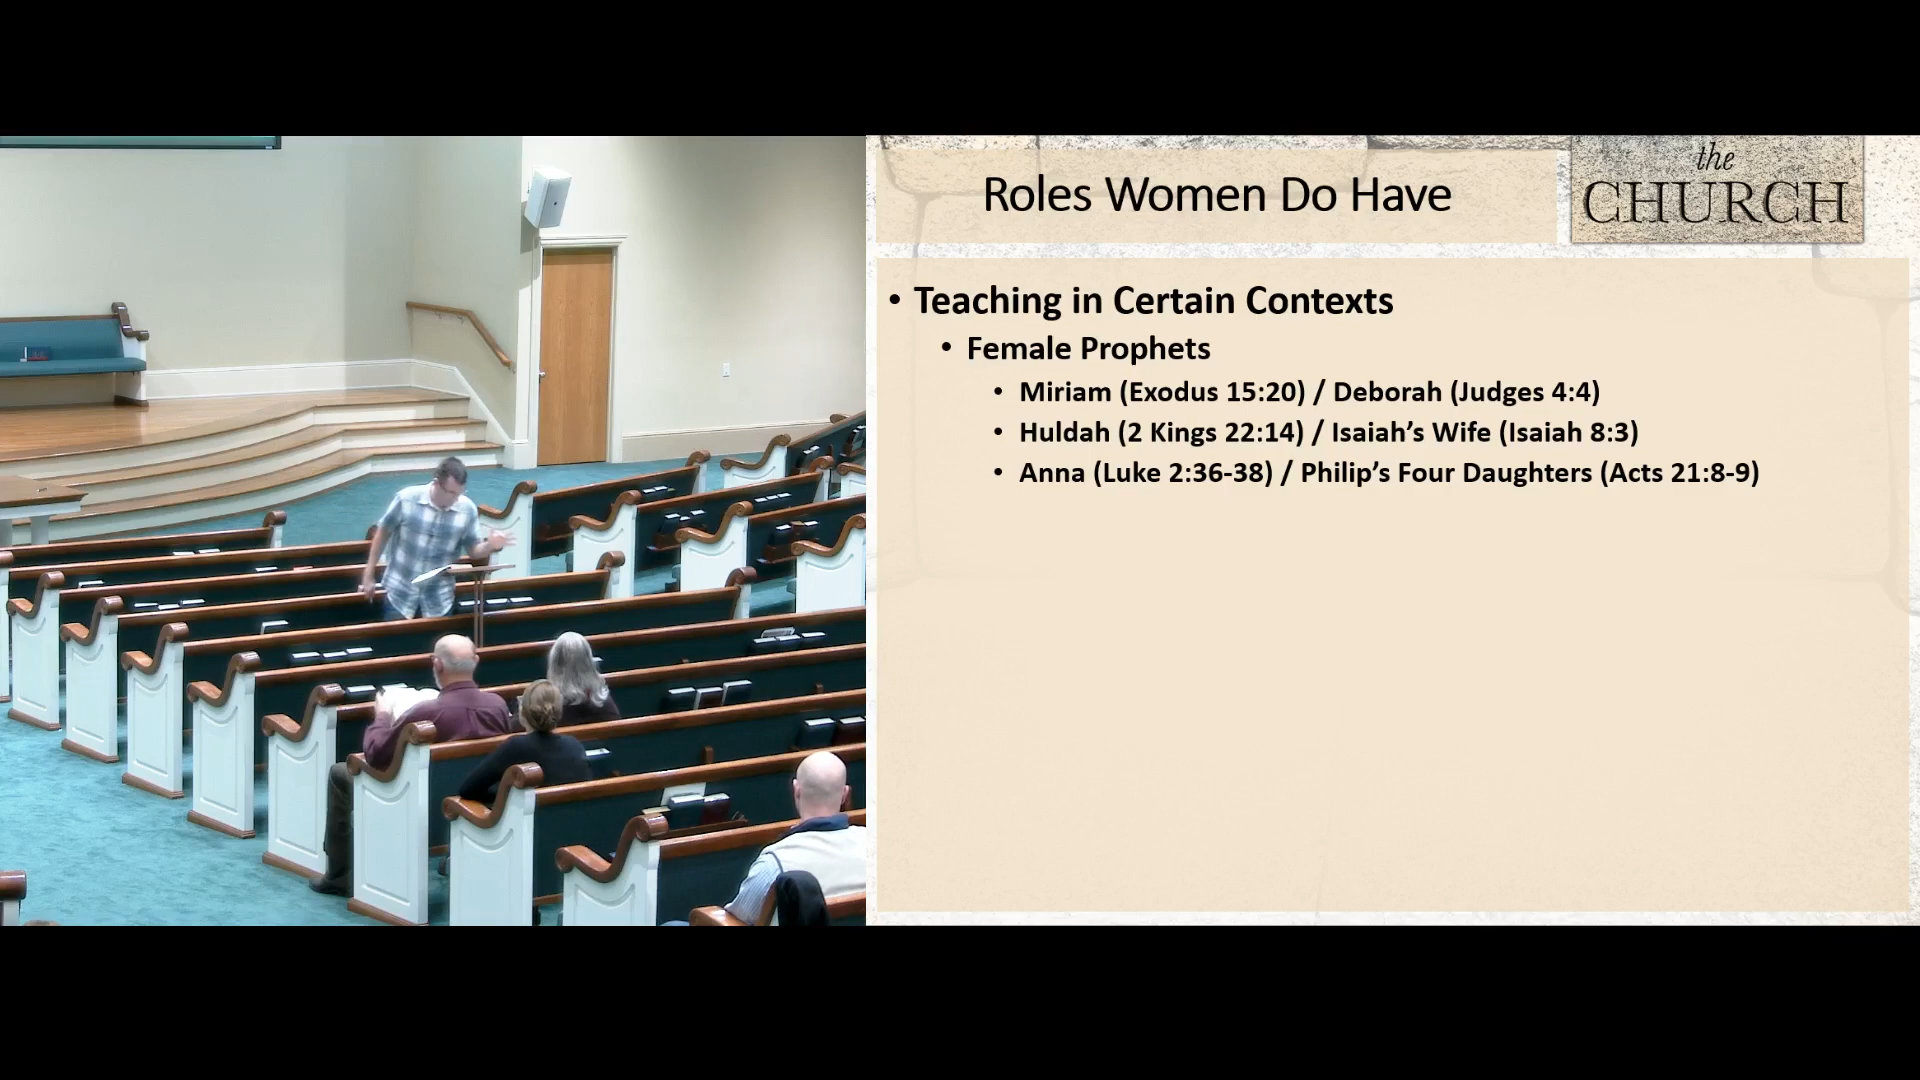 Roles Women Do Have
the
CHURCH
• Teaching in Certain Contexts
• Female Prophets
• Miriam (Exodus 15:20) / Deborah (Judges 4:4)
• Huldah (2 Kings 22:14) / Isaiah’s Wife (Isaiah 8:3)
• Anna (Luke 2:36-38) / Philip’s Four Daughters (Acts 21:8-9)